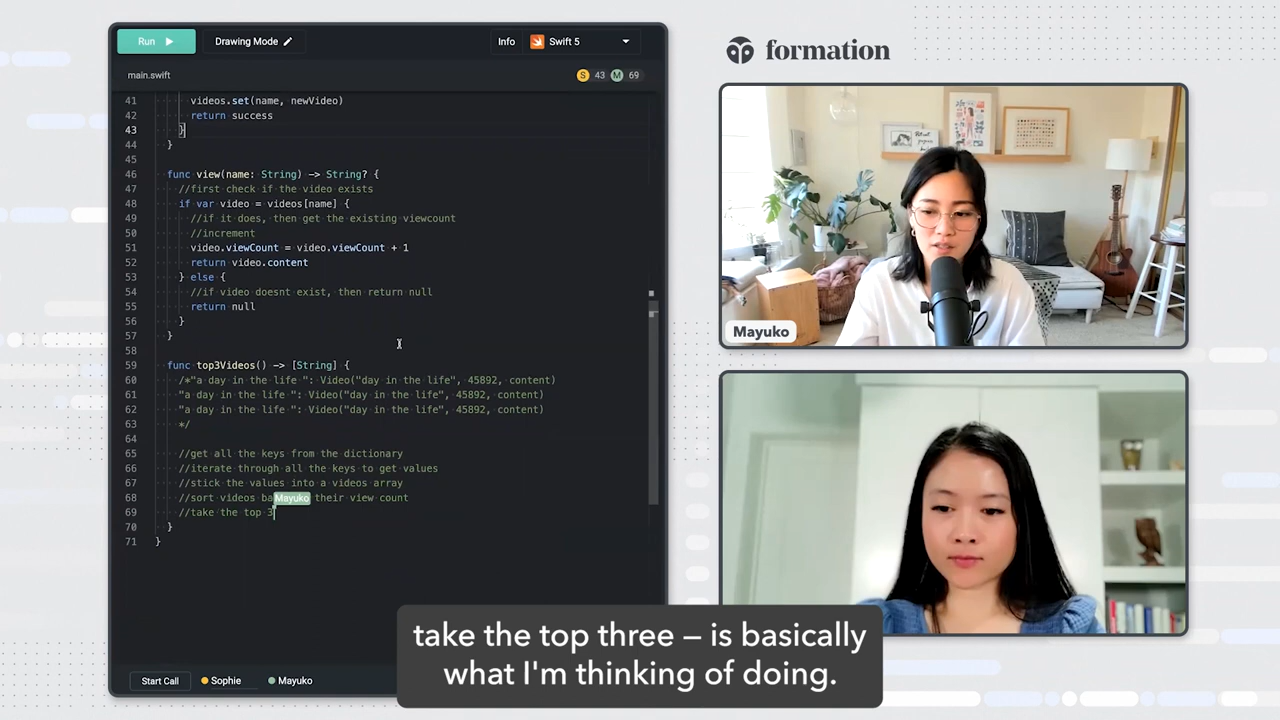 Run
Drawing Mode
Info
Swift 5
main.swift
S 43 M 69
41 videos.set(name, newVideo)
42 return success
43 }
44 }
45
46 func view(name: String) -> String? {
47 //first check if the video exists
48 if var video = videos[name] {
49 //if it does, then get the existing viewcount
50 //increment
51 video.viewCount = video.viewCount + 1
52 return video.content
53 } else {
54 //if video doesnt exist, then return null
55 return null
56 }
57 }
58
59 func top3Videos() -> [String] {
60 /*"a day in the life ": Video("day in the life", 45892, content)
61 "a day in the life ": Video("day in the life", 45892, content)
62 "a day in the life ": Video("day in the life", 45892, content)
63 */
64
65 //get all the keys from the dictionary
66 //iterate through all the keys to get values
67 //stick the values into a videos array
68 //sort videos ba Mayuko their view count
69 //take the top 3
70 }
71 }
Start Call
Sophie
Mayuko
formation
Mayuko
take the top three – is basically
what I'm thinking of doing.